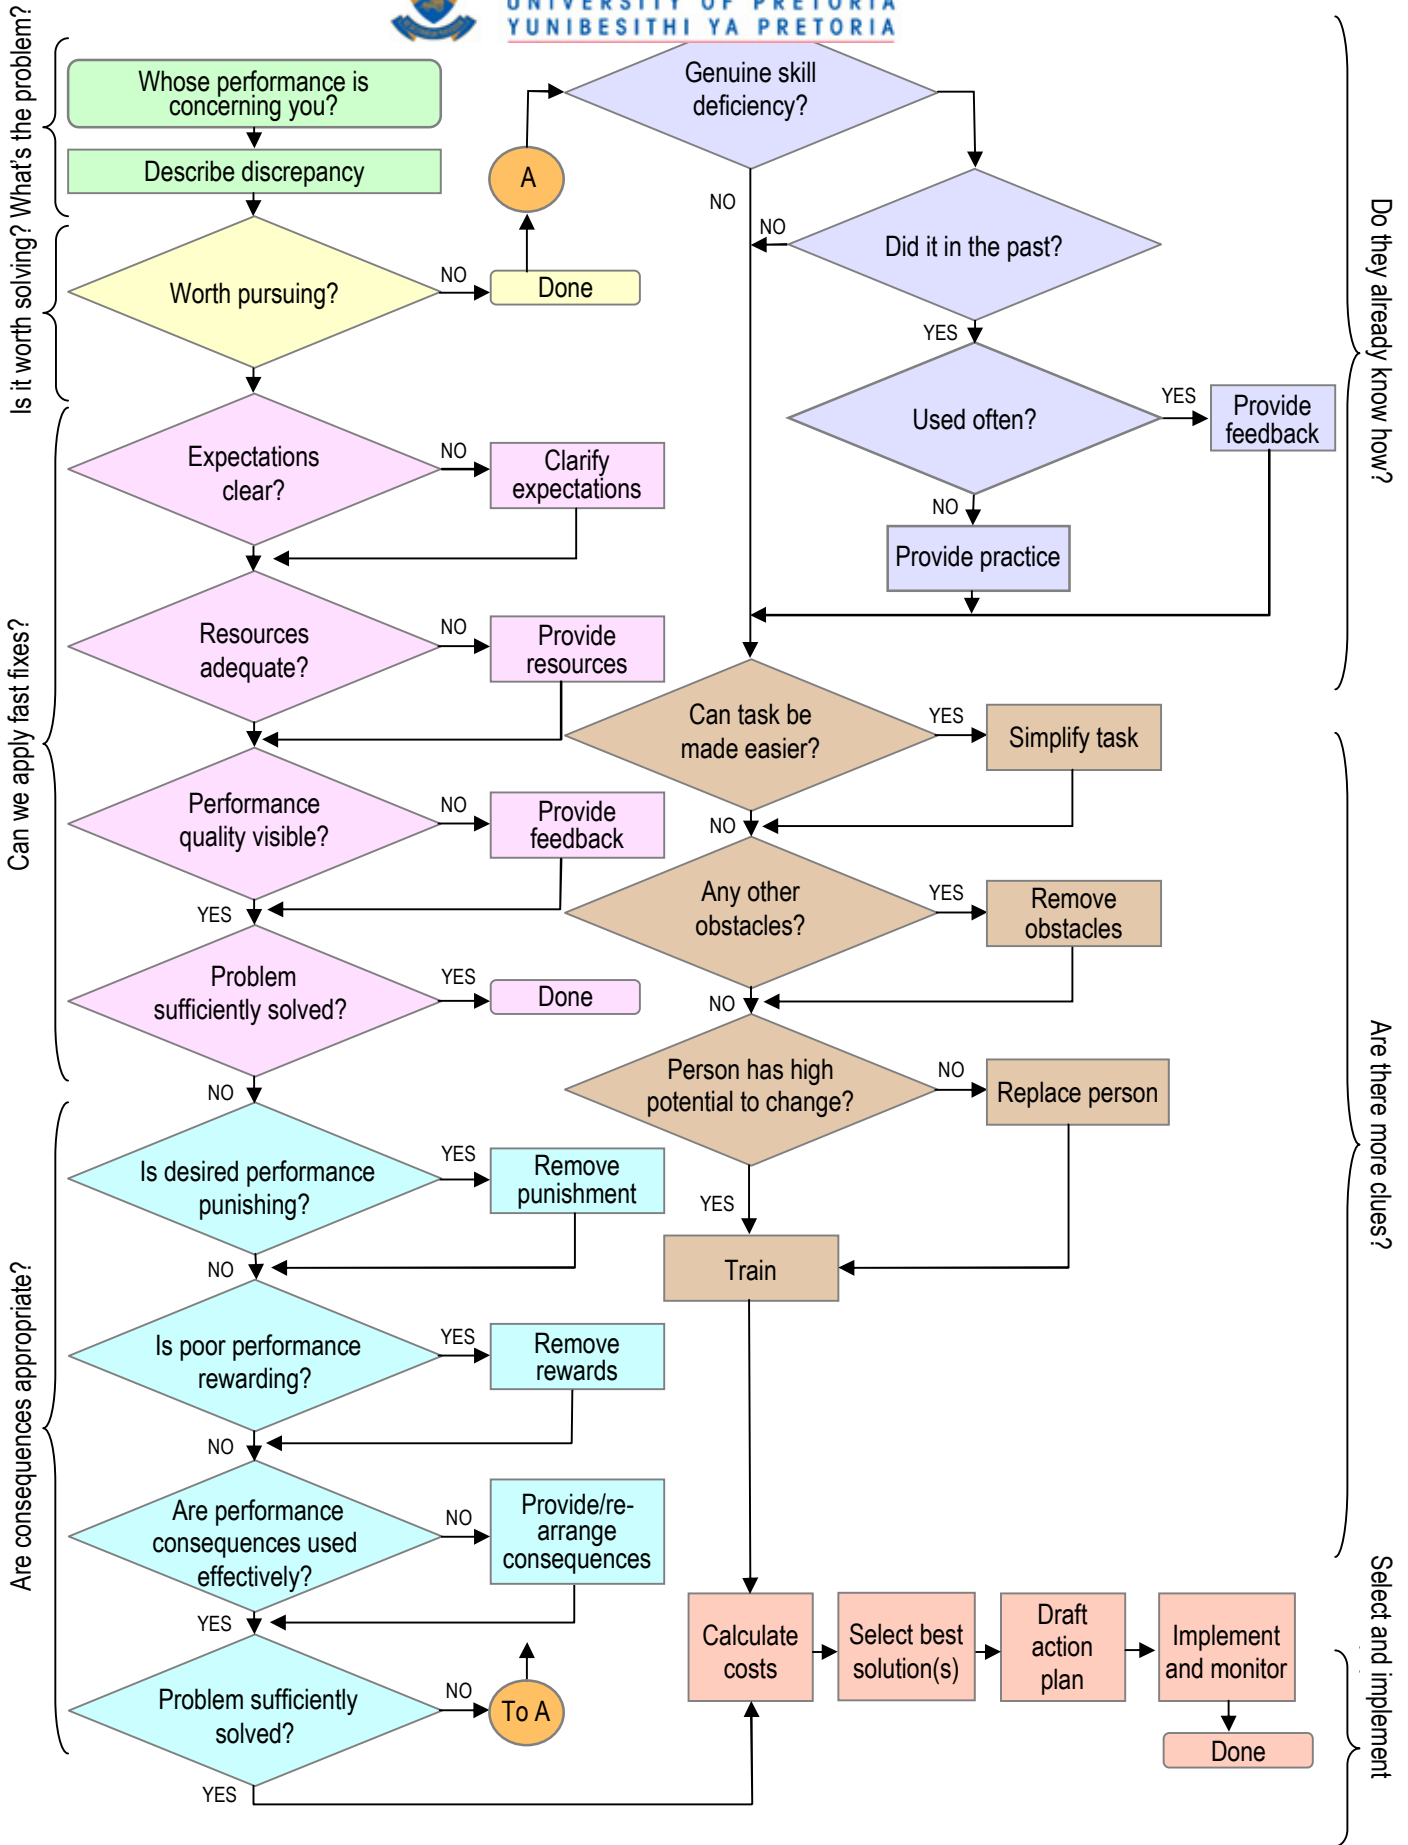 UNIVERSITY OF PRETORIA
YUNIBESITHI YA PRETORIA
What's the problem?
Whose performance is
concerning you?
Describe discrepancy
Is it worth solving?
Worth pursuing?
NO
Done
A
Can we apply fast fixes?
Expectations
clear?
NO
Clarify
expectations
Resources
adequate?
NO
Provide
resources
Performance
quality visible?
NO
Provide
feedback
YES
Problem
sufficiently solved?
YES
Done
NO
Are consequences appropriate?
Is desired performance
punishing?
YES
Remove
punishment
NO
Is poor performance
rewarding?
YES
Remove
rewards
NO
Are performance
consequences used
effectively?
NO
Provide/re-
arrange
consequences
YES
Problem sufficiently
solved?
NO
To A
YES
Do they already know how?
Genuine skill
deficiency?
NO
Did it in the past?
NO
YES
Used often?
YES
Provide
feedback
NO
Provide practice
Are there more clues?
Can task be
made easier?
YES
Simplify task
NO
Any other
obstacles?
YES
Remove
obstacles
NO
Person has high
potential to change?
NO
Replace person
YES
Train
Select and implement
Calculate
costs
Select best
solution(s)
Draft
action
plan
Implement
and monitor
Done